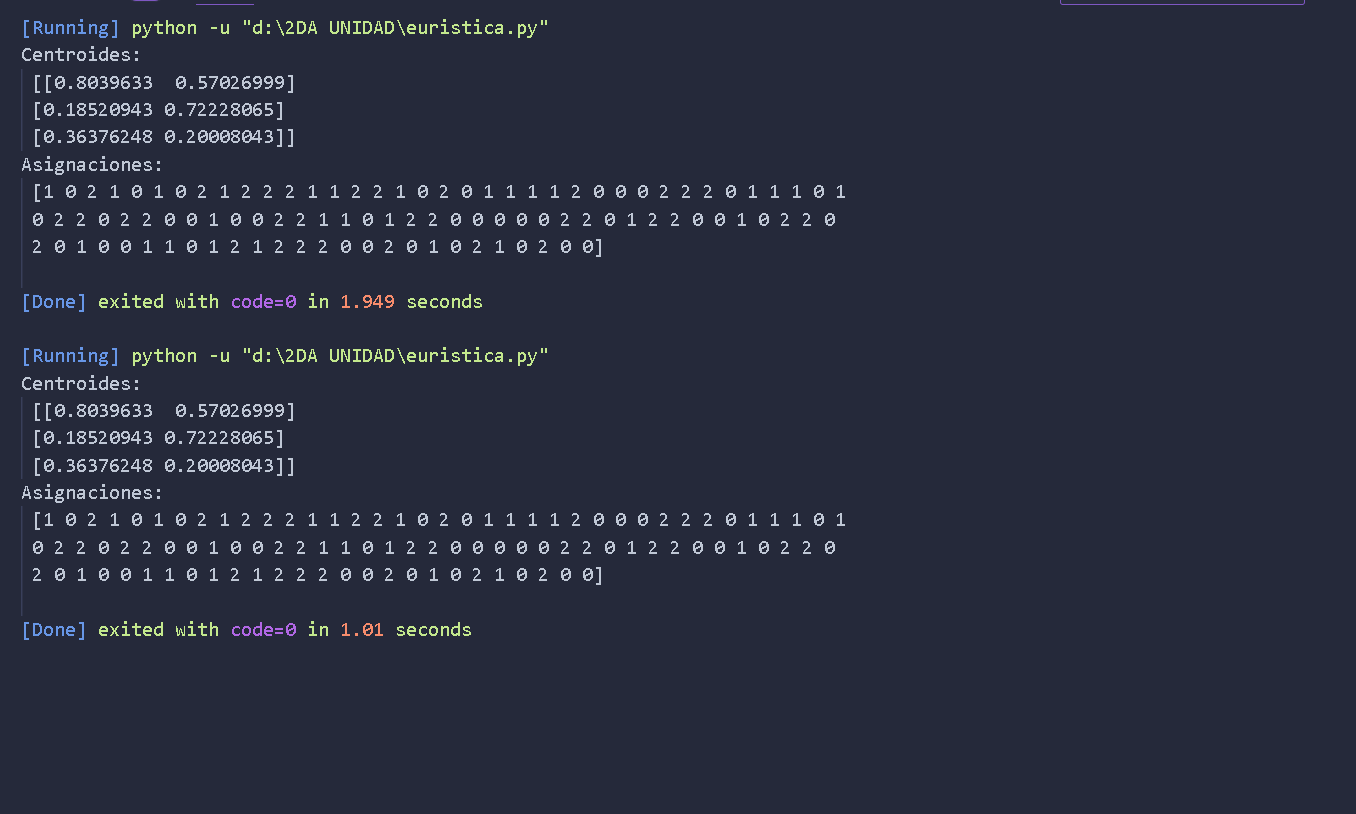 [Running] python -u "d:\2DA UNIDAD\euristica.py"
Centroides:
[[0.8039633  0.57026999]
[0.18520943 0.72228065]
[0.36376248 0.20008043]]
Asignaciones:
[1 0 2 1 0 1 0 2 1 2 2 2 1 1 2 2 1 0 2 0 1 1 1 1 2 0 0 0 2 2 2 0 1 1 1 0 1
0 2 2 0 2 2 0 0 1 0 0 2 2 1 1 0 1 2 2 0 0 0 0 0 2 2 0 1 2 2 0 0 1 0 2 2 0
2 0 1 0 0 1 1 0 1 2 1 2 2 2 0 0 2 0 1 0 2 1 0 2 0 0]
[Done] exited with code=0 in 1.949 seconds
[Running] python -u "d:\2DA UNIDAD\euristica.py"
Centroides:
[[0.8039633  0.57026999]
[0.18520943 0.72228065]
[0.36376248 0.20008043]]
Asignaciones:
[1 0 2 1 0 1 0 2 1 2 2 2 1 1 2 2 1 0 2 0 1 1 1 1 2 0 0 0 2 2 2 0 1 1 1 0 1
0 2 2 0 2 2 0 0 1 0 0 2 2 1 1 0 1 2 2 0 0 0 0 0 2 2 0 1 2 2 0 0 1 0 2 2 0
2 0 1 0 0 1 1 0 1 2 1 2 2 2 0 0 2 0 1 0 2 1 0 2 0 0]
[Done] exited with code=0 in 1.01 seconds